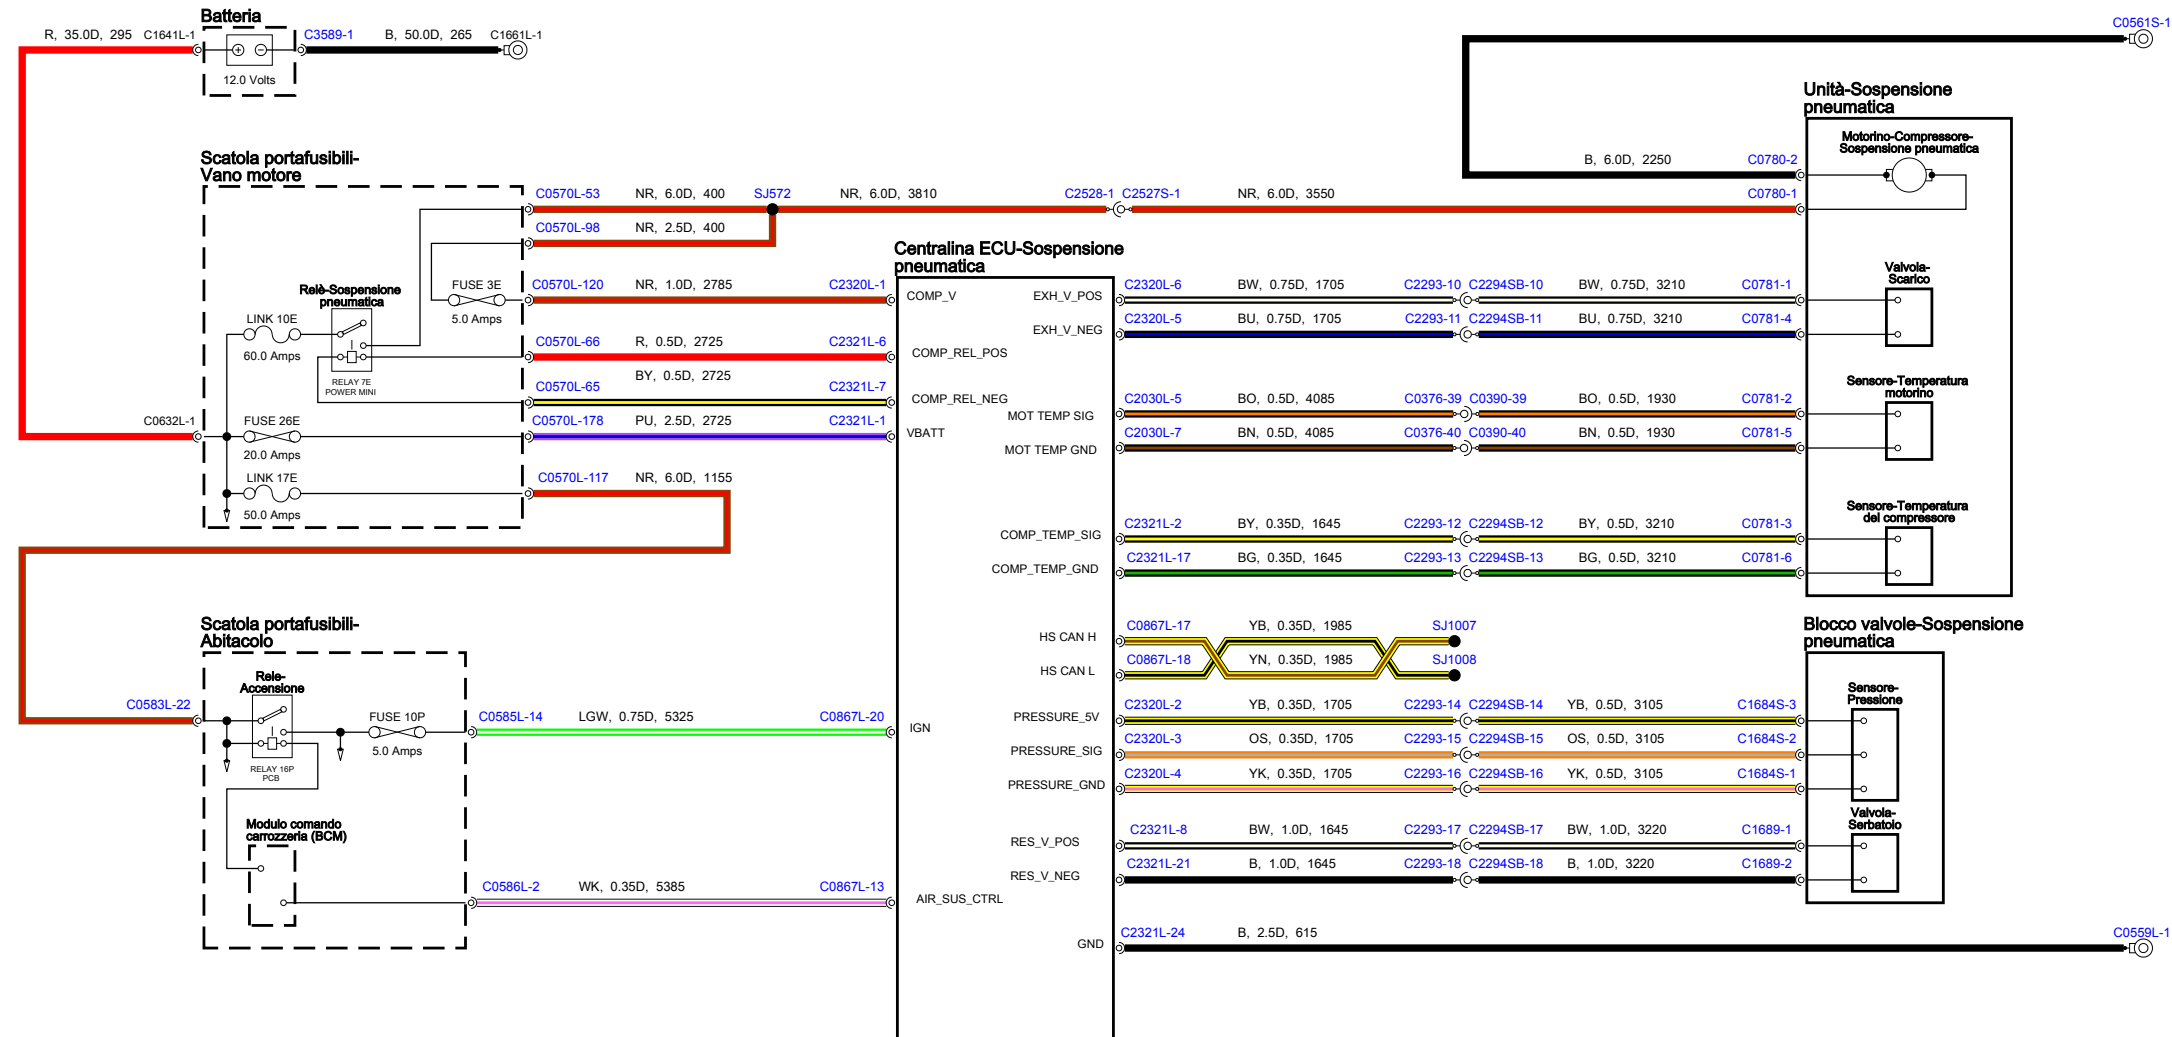 Batteria
R, 35.0D, 295 C1641L-1
C3589-1 B, 50.0D, 265 C1661L-1
12.0 Volts
C0561S-1
Unità-Sospensione
pneumatica
Motorino-Compressore-
Sospensione pneumatica
B, 6.0D, 2250 C0780-2
Scatola portafusibili-
Vano motore
C0570L-53 NR, 6.0D, 400 SJ572 NR, 6.0D, 3810 C2528-1 C2527S-1 NR, 6.0D, 3550 C0780-1
C0570L-98 NR, 2.5D, 400
Relè-Sospensione
pneumatica
LINK 10E
60.0 Amps
RELAY 7E
POWER MINI
FUSE 3E
5.0 Amps
C0570L-120 NR, 1.0D, 2785 C2320L-1
C0570L-66 R, 0.5D, 2725 C2321L-6
BY, 0.5D, 2725
C0570L-65 C2321L-7
C0632L-1
FUSE 26E
20.0 Amps
C0570L-178 PU, 2.5D, 2725 C2321L-1
LINK 17E
50.0 Amps
C0570L-117 NR, 6.0D, 1155
Centralina ECU-Sospensione
pneumatica
COMP_V
COMP_REL_POS
COMP_REL_NEG
VBATT
EXH_V_POS
C2320L-6 BW, 0.75D, 1705 C2293-10 C2294SB-10 BW, 0.75D, 3210 C0781-1
EXH_V_NEG
C2320L-5 BU, 0.75D, 1705 C2293-11 C2294SB-11 BU, 0.75D, 3210 C0781-4
Valvola-
Scarico
MOT TEMP SIG
C2030L-5 BO, 0.5D, 4085 C0376-39 C0390-39 BO, 0.5D, 1930 C0781-2
MOT TEMP GND
C2030L-7 BN, 0.5D, 4085 C0376-40 C0390-40 BN, 0.5D, 1930 C0781-5
Sensore-Temperatura
motorino
COMP_TEMP_SIG
C2321L-2 BY, 0.35D, 1645 C2293-12 C2294SB-12 BY, 0.5D, 3210 C0781-3
COMP_TEMP_GND
C2321L-17 BG, 0.35D, 1645 C2293-13 C2294SB-13 BG, 0.5D, 3210 C0781-6
Sensore-Temperatura
del compressore
HS CAN H
C0867L-17 YB, 0.35D, 1985 SJ1007
HS CAN L
C0867L-18 YN, 0.35D, 1985 SJ1008
Blocco valvole-Sospensione
pneumatica
Scatola portafusibili-
Abitacolo
C0583L-22
Rele-
Accensione
RELAY 16P
PCB
FUSE 10P
5.0 Amps
C0585L-14 LGW, 0.75D, 5325 C0867L-20
IGN
PRESSURE_5V
C2320L-2 YB, 0.35D, 1705 C2293-14 C2294SB-14 YB, 0.5D, 3105 C1684S-3
PRESSURE_SIG
C2320L-3 OS, 0.35D, 1705 C2293-15 C2294SB-15 OS, 0.5D, 3105 C1684S-2
PRESSURE_GND
C2320L-4 YK, 0.35D, 1705 C2293-16 C2294SB-16 YK, 0.5D, 3105 C1684S-1
Sensore-
Pressione
Modulo comando
carrozzeria (BCM)
RES_V_POS
C2321L-8 BW, 1.0D, 1645 C2293-17 C2294SB-17 BW, 1.0D, 3220 C1689-1
RES_V_NEG
C2321L-21 B, 1.0D, 1645 C2293-18 C2294SB-18 B, 1.0D, 3220 C1689-2
Valvola-
Serbatoio
C0586L-2 WK, 0.35D, 5385 C0867L-13
AIR_SUS_CTRL
GND
C2321L-24 B, 2.5D, 615 C0559L-1